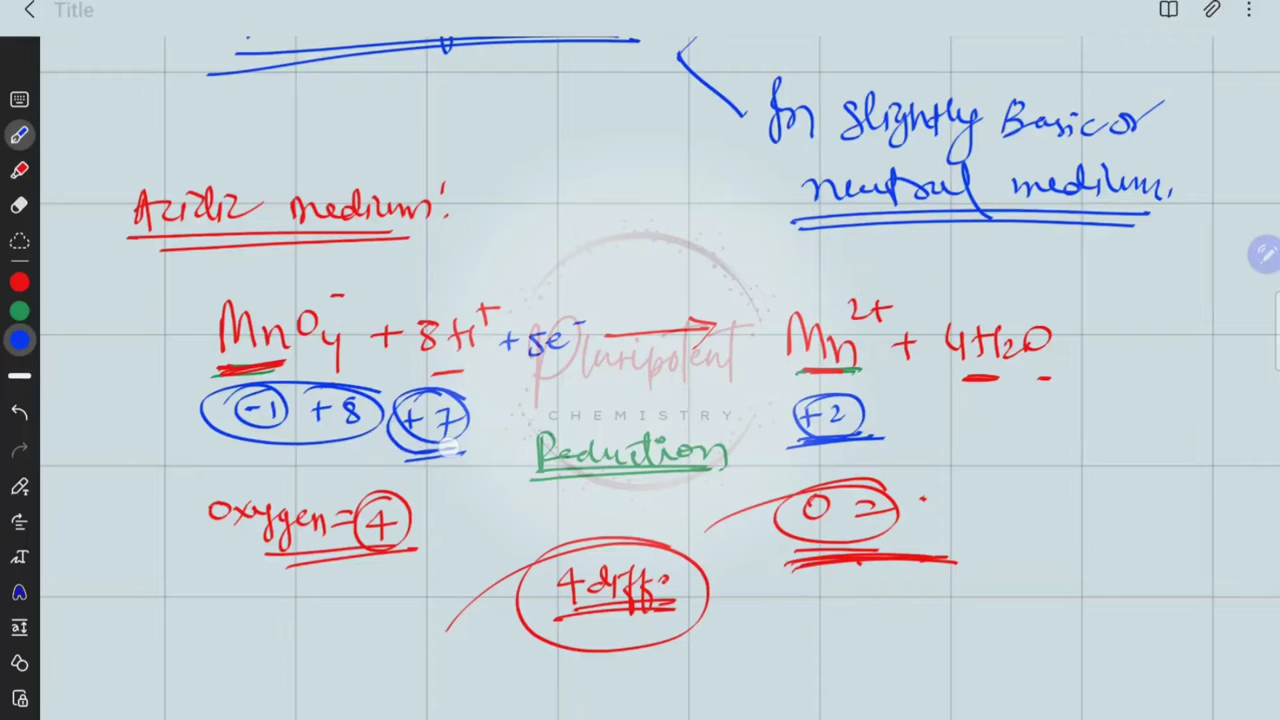 Title
In slightly Basic or
neutral medium.
Acidic medium:
MnO4- + 8H+ + 5e- → Mn2+ + 4H2O
-1 +8 +7 +2
Pluripotent
CHEMISTRY
Reduction
oxygen = 4
O =
4 diff.